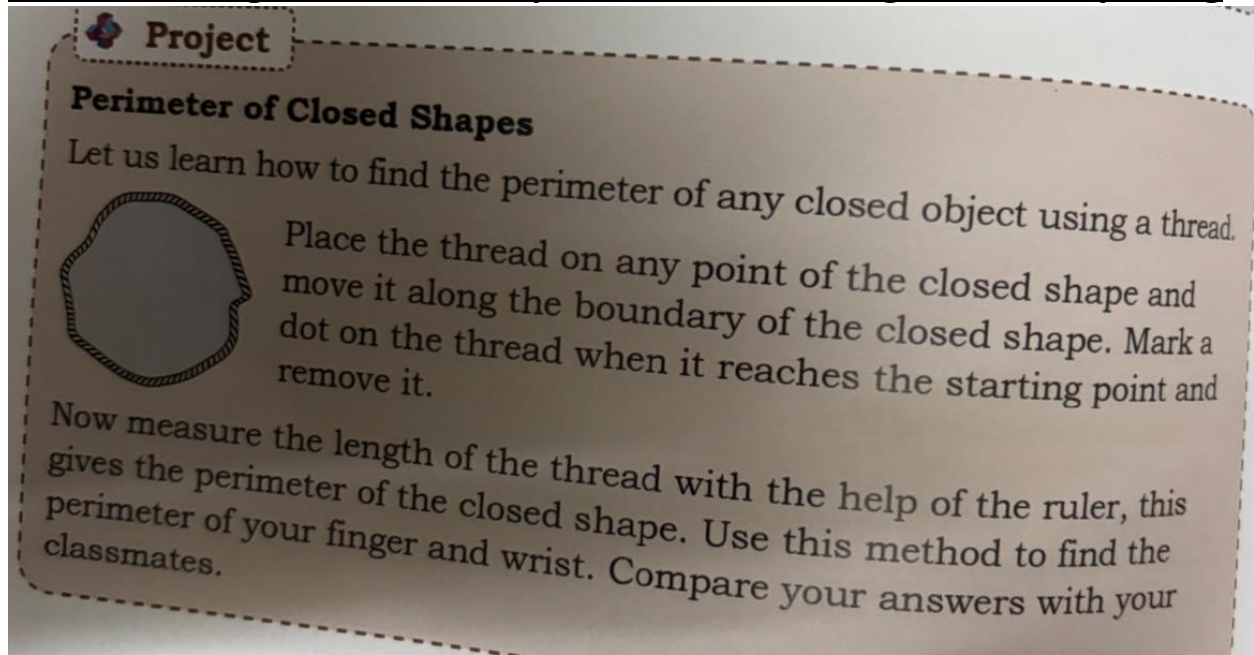 Project
Perimeter of Closed Shapes
Let us learn how to find the perimeter of any closed object using a thread.
Place the thread on any point of the closed shape and
move it along the boundary of the closed shape. Mark a
dot on the thread when it reaches the starting point and
remove it.
Now measure the length of the thread with the help of the ruler, this
gives the perimeter of the closed shape. Use this method to find the
perimeter of your finger and wrist. Compare your answers with your
classmates.